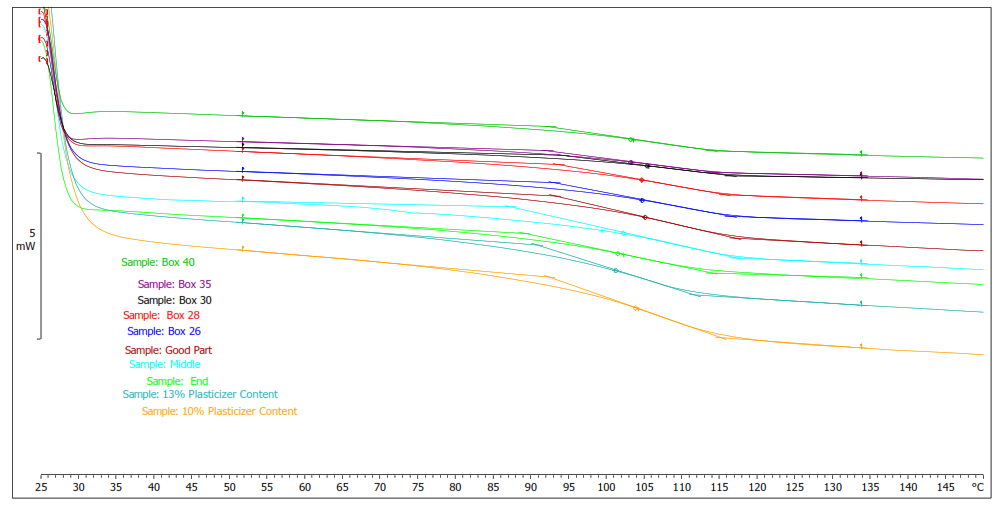 5
mW
Sample: Box 40
Sample: Box 35
Sample: Box 30
Sample: Box 28
Sample: Box 26
Sample: Good Part
Sample: Middle
Sample: End
Sample: 13% Plasticizer Content
Sample: 10% Plasticizer Content
25 30 35 40 45 50 55 60 65 70 75 80 85 90 95 100 105 110 115 120 125 130 135 140 145 °C